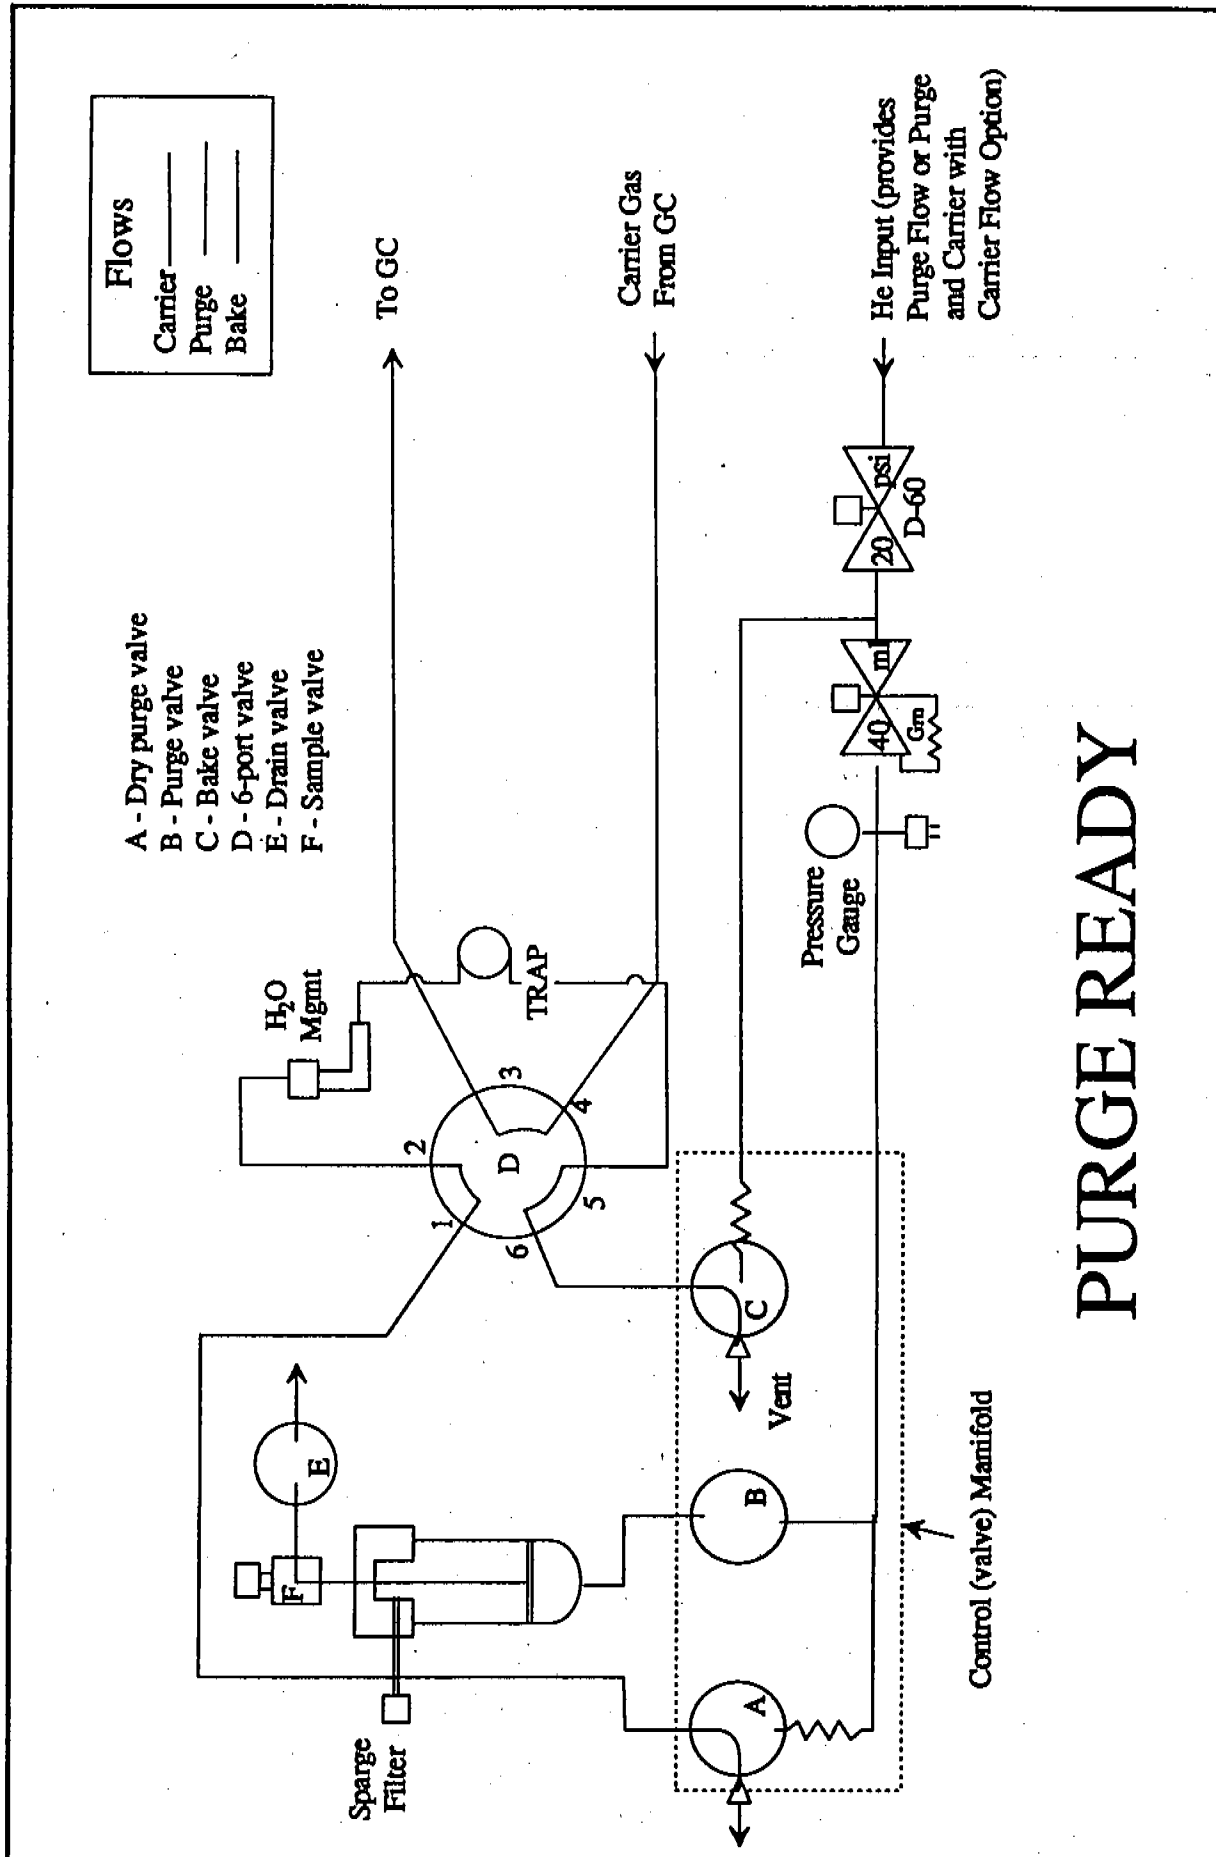 Flows
Carrier
Purge
Bake
A - Dry purge valve
B - Purge valve
C - Bake valve
D - 6-port valve
E - Drain valve
F - Sample valve
To GC
H₂O
Mgmt
TRAP
Carrier Gas
From GC
He Input (provides
Purge Flow or Purge
and Carrier with
Carrier Flow Option)
1
2
3
4
5
6
D
E
F
Sparge
Filter
A
B
C
Vent
Pressure
Gauge
40 ml
Grn
20 psi
D-60
Control (valve) Manifold
PURGE READY